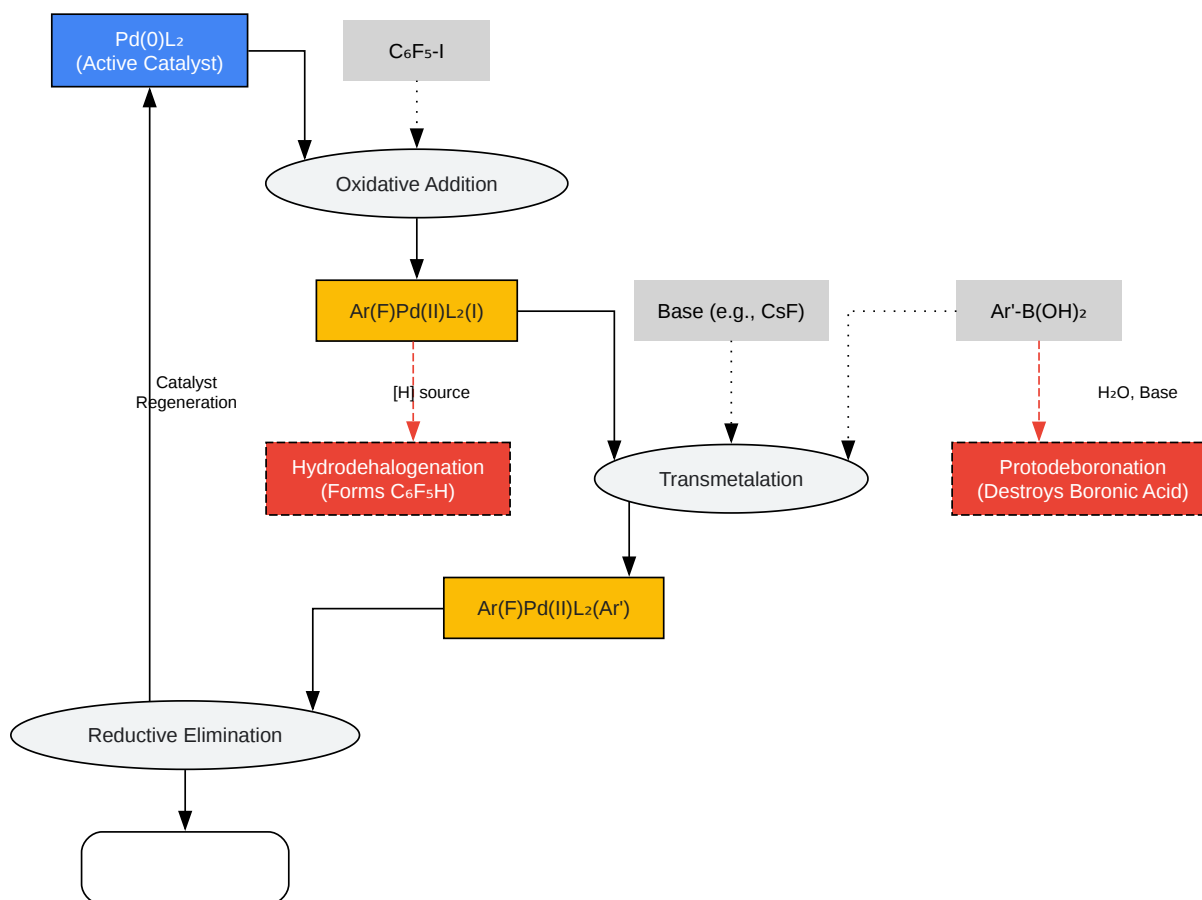 Pd(0)L₂
(Active Catalyst)
C₆F₅-I
Oxidative Addition
Ar(F)Pd(II)L₂(I)
Base (e.g., CsF)
Ar'-B(OH)₂
Catalyst
Regeneration
[H] source
H₂O, Base
Hydrodehalogenation
(Forms C₆F₅H)
Transmetalation
Protodeboronation
(Destroys Boronic Acid)
Ar(F)Pd(II)L₂(Ar')
Reductive Elimination